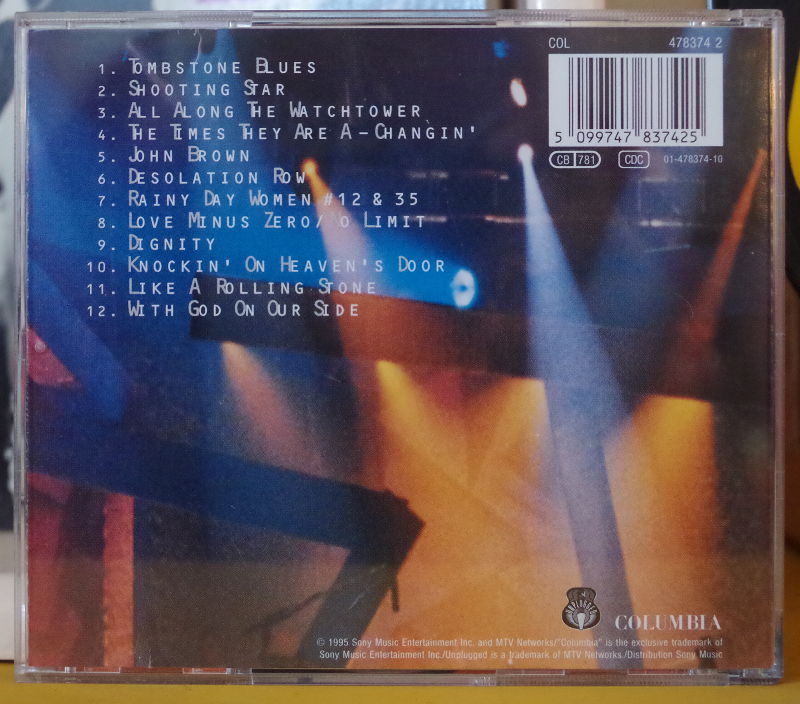 COL 478374 2
1. TOMBSTONE BLUES
2. SHOOTING STAR
3. ALL ALONG THE WATCHTOWER
4. THE TIMES THEY ARE A-CHANGIN'
5. JOHN BROWN
6. DESOLATION ROW
7. RAINY DAY WOMEN #12 & 35
8. LOVE MINUS ZERO/NO LIMIT
9. DIGNITY
10. KNOCKIN' ON HEAVEN'S DOOR
11. LIKE A ROLLING STONE
12. WITH GOD ON OUR SIDE
5 099747 837425
CB 781 CDC 01-478374-10
UNPLUGGED
COLUMBIA
© 1995 Sony Music Entertainment Inc. and MTV Networks/"Columbia" is the exclusive trademark of
Sony Music Entertainment Inc./Unplugged is a trademark of MTV Networks./Distribution Sony Music